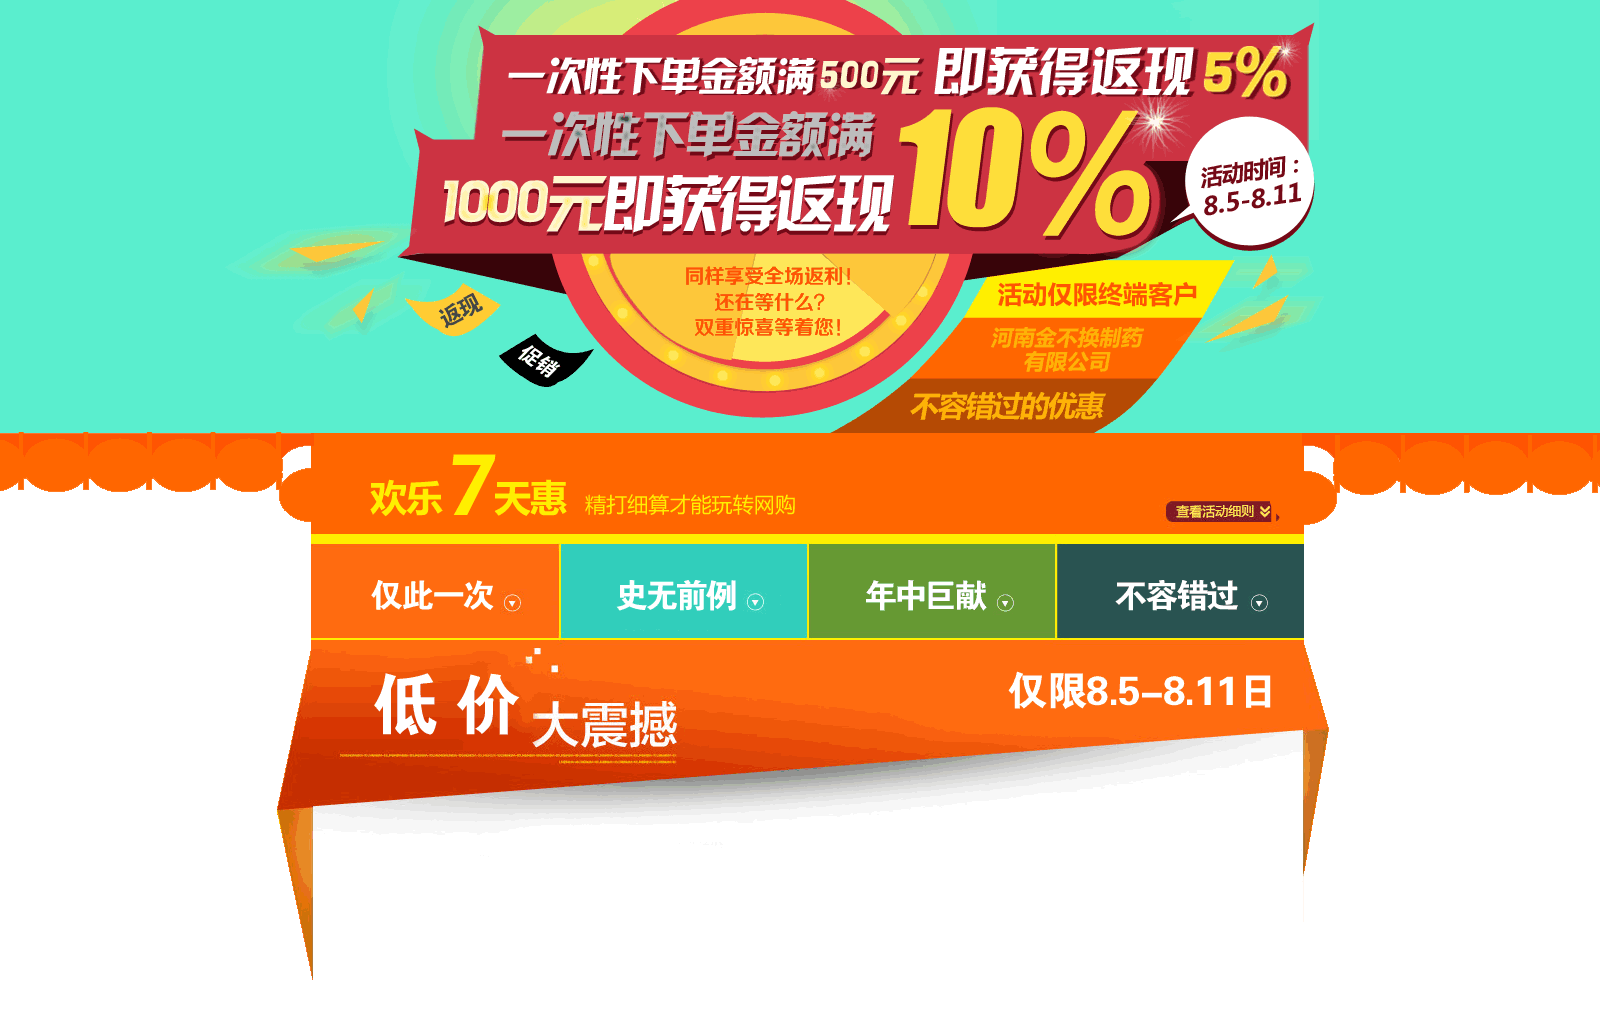 一次性下单金额满500元 即获得返现5%
一次性下单金额满
1000元即获得返现10%
活动时间：
8.5-8.11
同样享受全场返利！
还在等什么？
双重惊喜等着您！
返现
促销
活动仅限终端客户
河南金不换制药
有限公司
不容错过的优惠
欢乐7天惠 精打细算才能玩转网购
查看活动细则
仅此一次
史无前例
年中巨献
不容错过
低价大震撼
仅限8.5-8.11日